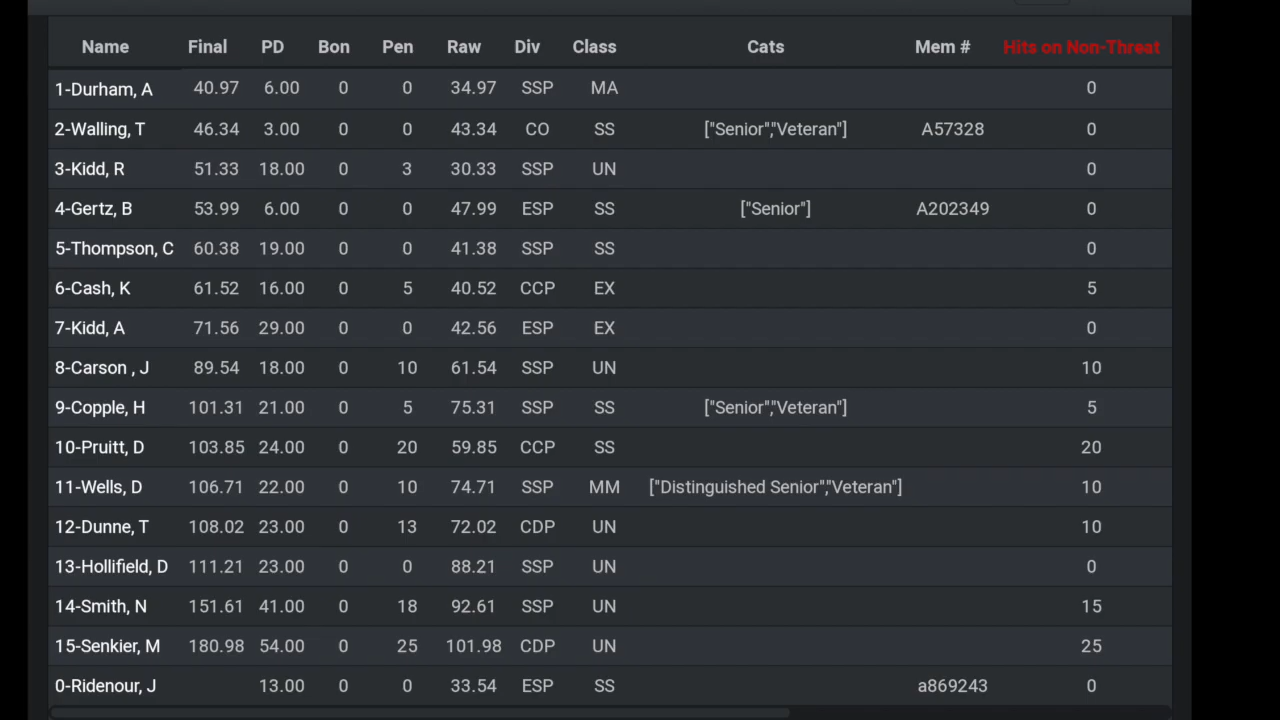 Name Final PD Bon Pen Raw Div Class Cats Mem # Hits on Non-Threat
1-Durham, A 40.97 6.00 0 0 34.97 SSP MA 0
2-Walling, T 46.34 3.00 0 0 43.34 CO SS ["Senior","Veteran"] A57328 0
3-Kidd, R 51.33 18.00 0 3 30.33 SSP UN 0
4-Gertz, B 53.99 6.00 0 0 47.99 ESP SS ["Senior"] A202349 0
5-Thompson, C 60.38 19.00 0 0 41.38 SSP SS 0
6-Cash, K 61.52 16.00 0 5 40.52 CCP EX 5
7-Kidd, A 71.56 29.00 0 0 42.56 ESP EX 0
8-Carson , J 89.54 18.00 0 10 61.54 SSP UN 10
9-Copple, H 101.31 21.00 0 5 75.31 SSP SS ["Senior","Veteran"] 5
10-Pruitt, D 103.85 24.00 0 20 59.85 CCP SS 20
11-Wells, D 106.71 22.00 0 10 74.71 SSP MM ["Distinguished Senior","Veteran"] 10
12-Dunne, T 108.02 23.00 0 13 72.02 CDP UN 10
13-Hollifield, D 111.21 23.00 0 0 88.21 SSP UN 0
14-Smith, N 151.61 41.00 0 18 92.61 SSP UN 15
15-Senkier, M 180.98 54.00 0 25 101.98 CDP UN 25
0-Ridenour, J 13.00 0 0 33.54 ESP SS a869243 0